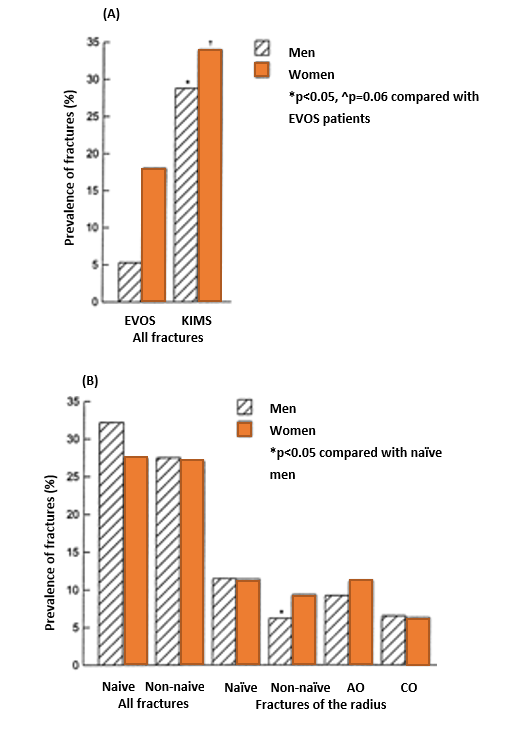 (A)
35
30
25
20
15
10
5
0
Prevalence of fractures (%)
*
^
Men
Women
*p<0.05, ^p=0.06 compared with
EVOS patients
EVOS KIMS
All fractures
(B)
35
30
25
20
15
10
5
0
Prevalence of fractures (%)
Men
Women
*p<0.05 compared with naïve
men
*
Naive Non-naive Naïve Non-naïve AO CO
All fractures Fractures of the radius